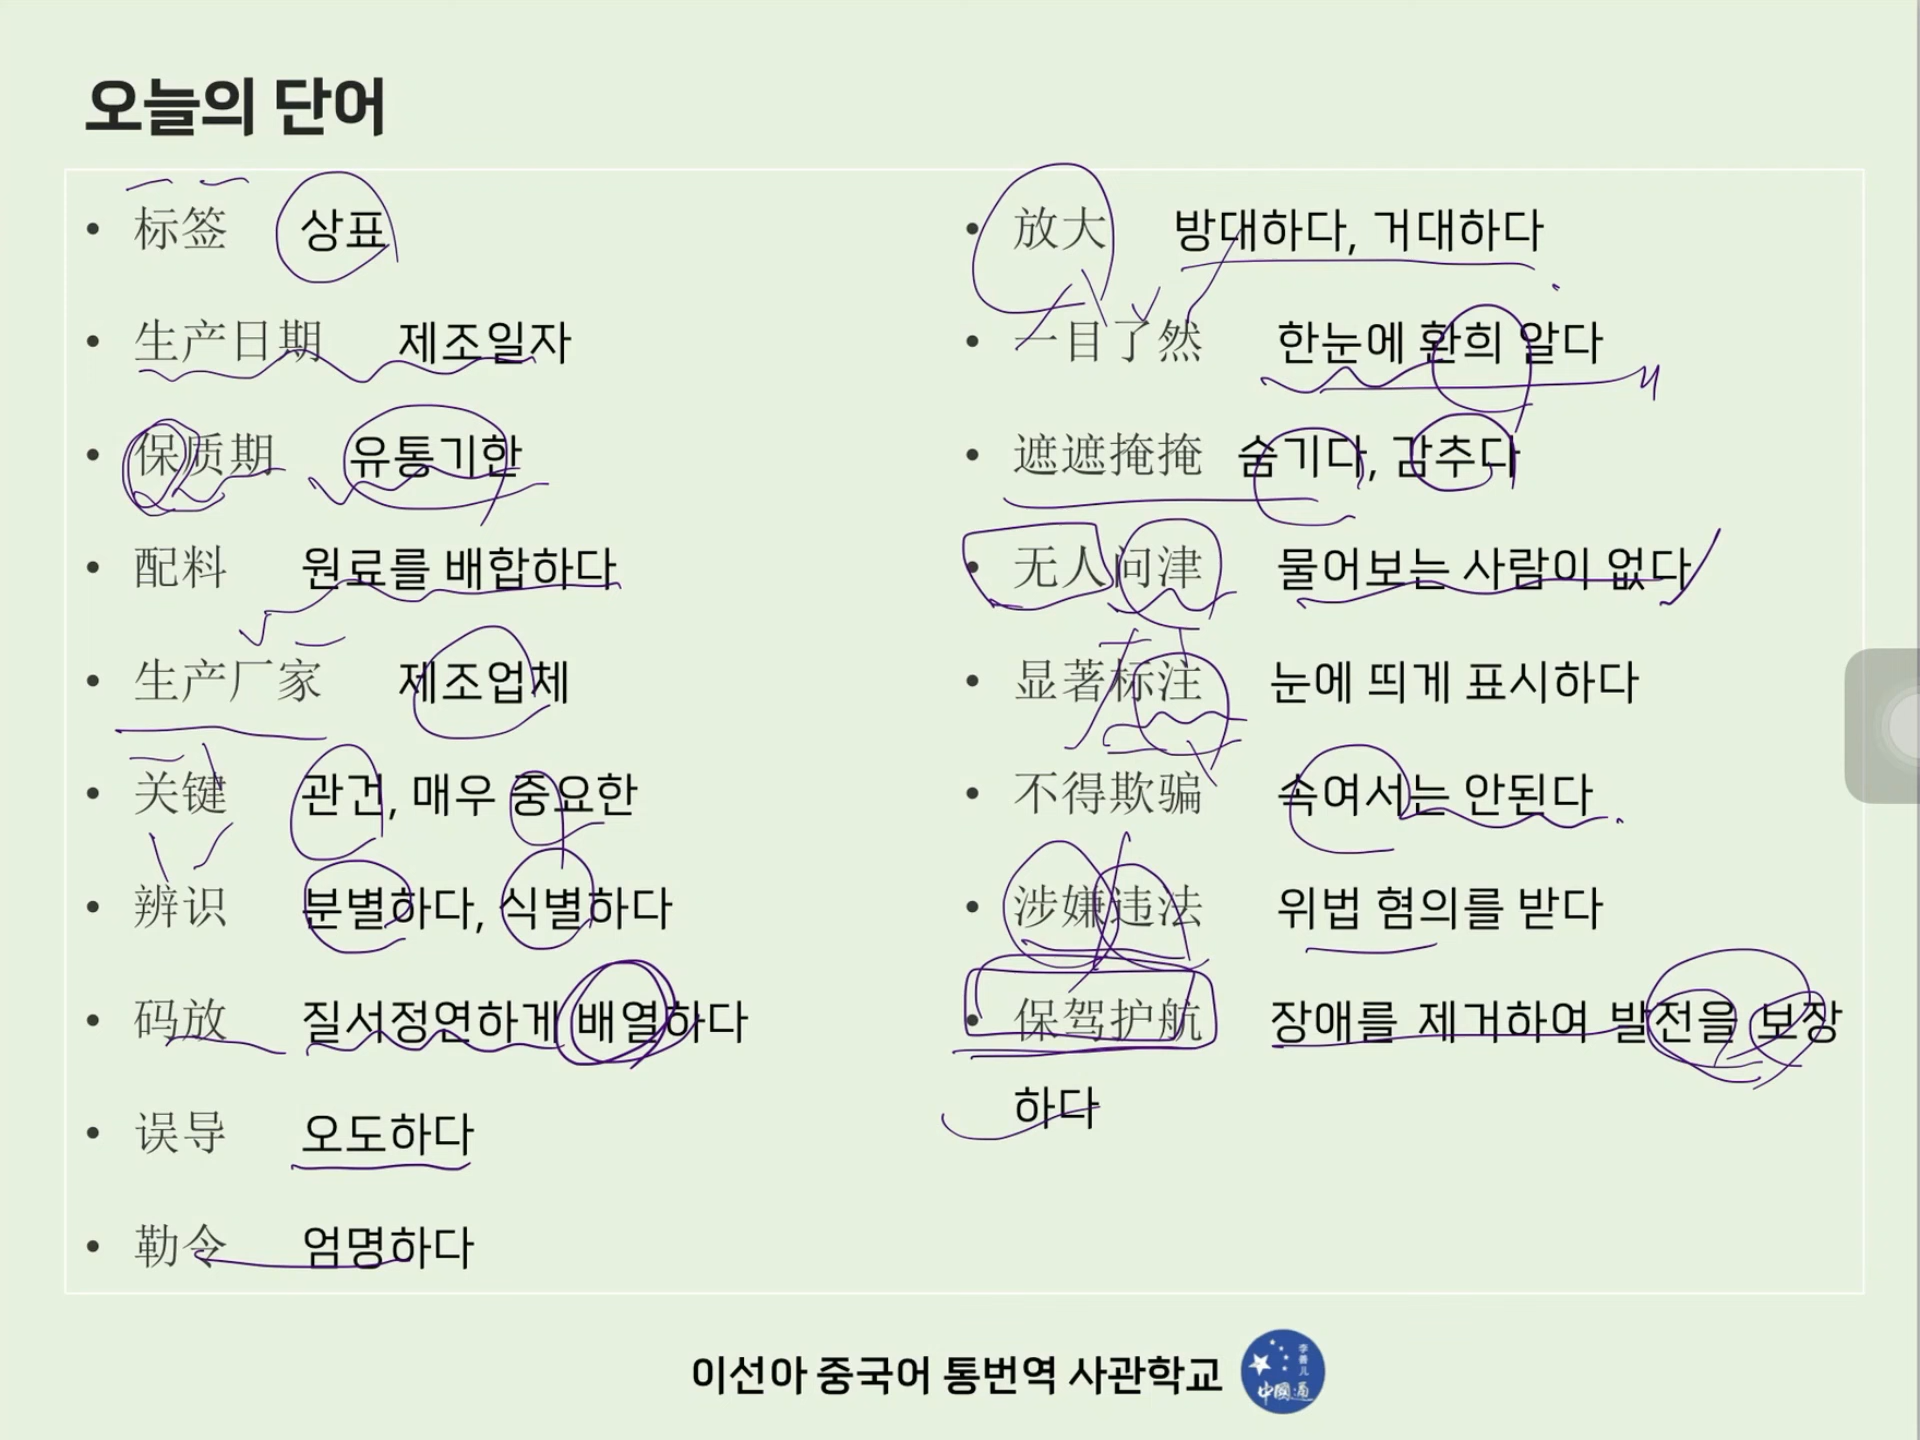 오늘의 단어
• 标签 상표
• 生产日期 제조일자
• 保质期 유통기한
• 配料 원료를 배합하다
• 生产厂家 제조업체
• 关键 관건, 매우 중요한
• 辨识 분별하다, 식별하다
• 码放 질서정연하게 배열하다
• 误导 오도하다
• 勒令 엄명하다
• 放大 방대하다, 거대하다
• 一目了然 한눈에 환희 알다
• 遮遮掩掩 숨기다, 감추다
• 无人问津 물어보는 사람이 없다
• 显著标注 눈에 띄게 표시하다
• 不得欺骗 속여서는 안된다
• 涉嫌违法 위법 혐의를 받다
• 保驾护航 장애를 제거하여 발전을 보장
하다
이선아 중국어 통번역 사관학교
李善儿
中國通